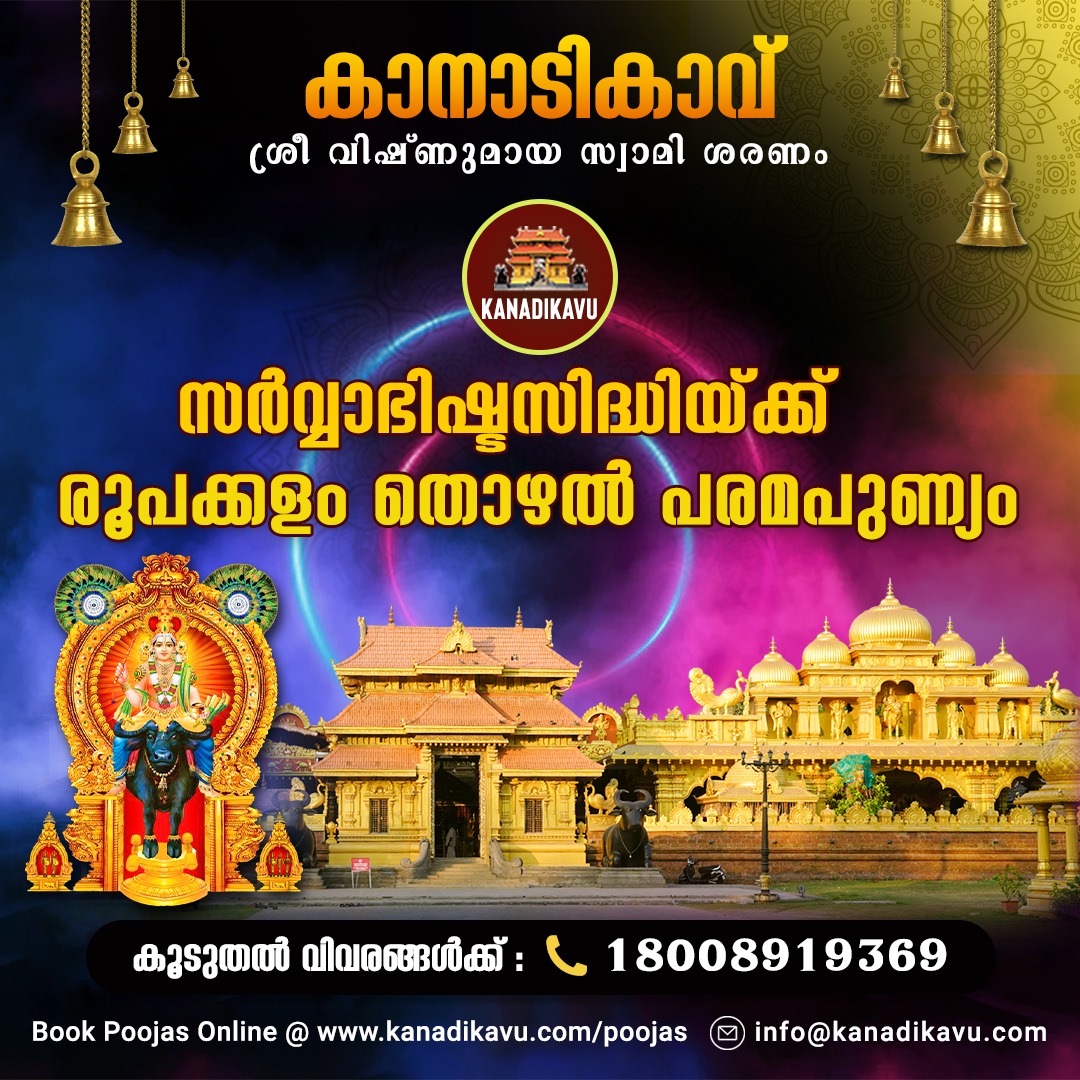 കാനാടികാവ്
ശ്രീ വിഷ്ണുമായ സ്വാമി ശരണം
KANADIKAVU
സർവ്വാഭിഷ്ടസിദ്ധിയ്ക്ക്
രൂപക്കളം തൊഴൽ പരമപുണ്യം
കൂടുതൽ വിവരങ്ങൾക്ക് : 18008919369
Book Poojas Online @ www.kanadikavu.com/poojas info@kanadikavu.com